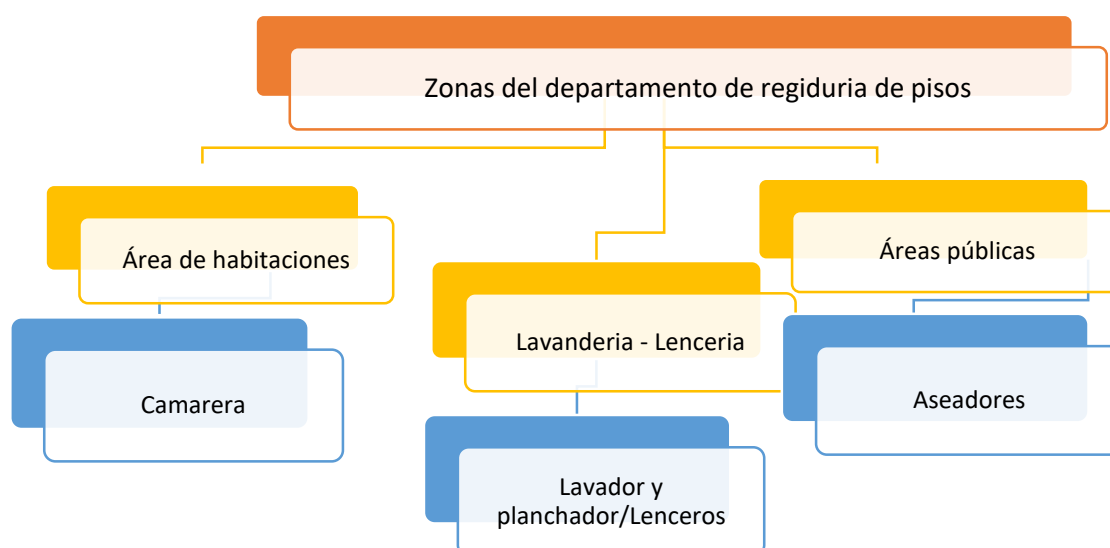 Zonas del departamento de regiduria de pisos
Área de habitaciones
Áreas públicas
Lavanderia - Lenceria
Camarera
Aseadores
Lavador y
planchador/Lenceros